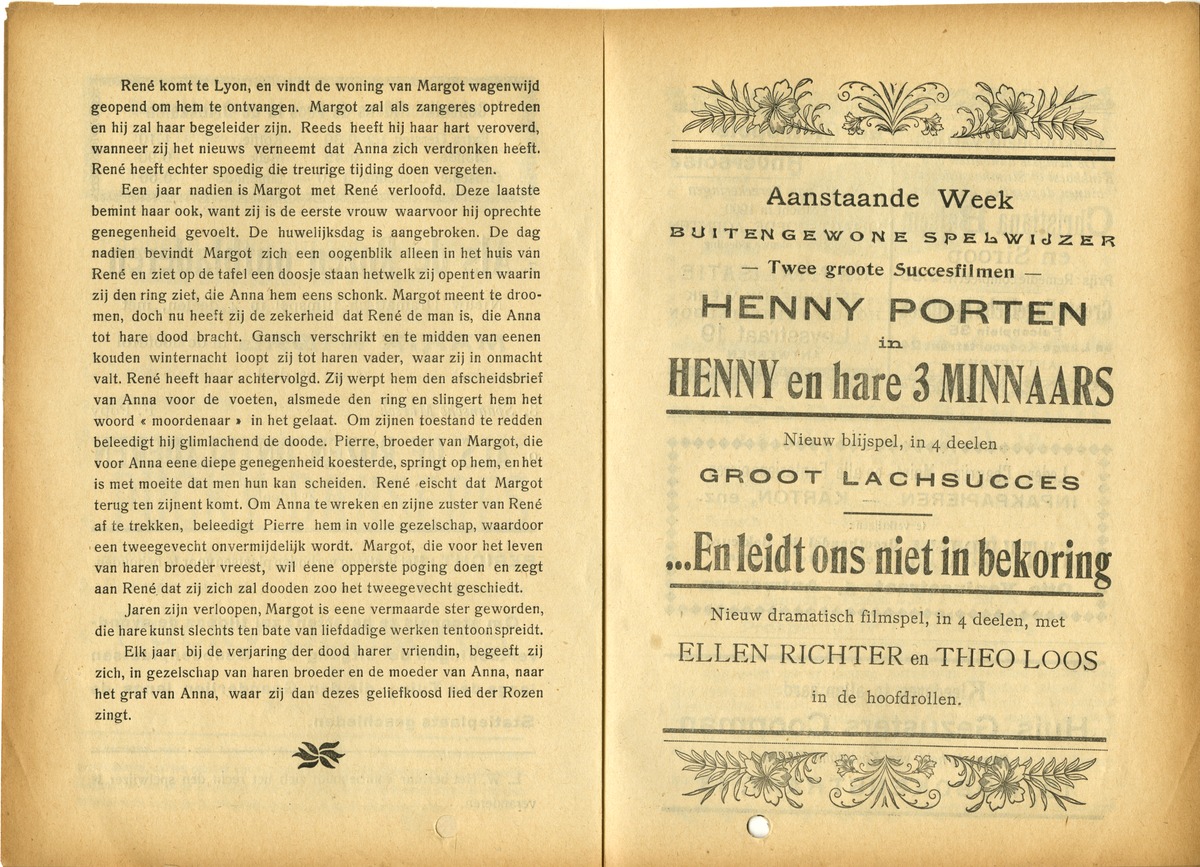 René komt te Lyon, en vindt de woning van Margot wagenwijd
geopend om hem te ontvangen. Margot zal als zangeres optreden
en hij zal haar begeleider zijn. Reeds heeft hij haar hart veroverd,
wanneer zij het nieuws verneemt dat Anna zich verdronken heeft.
René heeft echter spoedig die treurige tijding doen vergeten.
Een jaar nadien is Margot met René verloofd. Deze laatste
bemint haar ook, want zij is de eerste vrouw waarvoor hij oprechte
genegenheid gevoelt. De huwelijksdag is aangebroken. De dag
nadien bevindt Margot zich een oogenblik alleen in het huis van
René en ziet op de tafel een doosje staan hetwelk zij opent en waarin
zij den ring ziet, die Anna hem eens schonk. Margot meent te droo-
men, doch nu heeft zij de zekerheid dat René de man is, die Anna
tot hare dood bracht. Gansch verschrikt en te midden van eenen
kouden winternacht loopt zij tot haren vader, waar zij in onmacht
valt. René heeft haar achtervolgd. Zij werpt hem den afscheidsbrief
van Anna voor de voeten, alsmede den ring en slingert hem het
woord « moordenaar » in het gelaat. Om zijnen toestand te redden
beleedigt hij glimlachende de doode. Pierre, broeder van Margot, die
voor Anna eene diepe genegenheid koesterde, springt op hem, en het
is met moeite dat men hun kan scheiden. René eischt dat Margot
terug ten zijnent komt. Om Anna te wreken en zijne zuster van René
af te trekken, beleedigt Pierre hem in volle gezelschap, waardoor
een tweegevecht onvermijdelijk wordt. Margot, die voor het leven
van haren broeder vreest, wil eene opperste poging doen en zegt
aan René dat zij zich zal dooden zoo het tweegevecht geschiedt.
Jaren zijn verloopen, Margot is eene vermaarde ster geworden,
die hare kunst slechts ten bate van liefdadige werken tentoonspreidt.
Elk jaar bij de verjaring der dood harer vriendin, begeeft zij
zich, in gezelschap van haren broeder en de moeder van Anna, naar
het graf van Anna, waar zij dan dezes geliefkoosd lied der Rozen
zingt.
Aanstaande Week
BUITENGEWONE SPELWIJZER
— Twee groote Succesfilmen —
HENNY PORTEN
in
HENNY en hare 3 MINNAARS
Nieuw blijspel, in 4 deelen
GROOT LACHSUCCES
...En leidt ons niet in bekoring
Nieuw dramatisch filmspel, in 4 deelen, met
ELLEN RICHTER en THEO LOOS
in de hoofdrollen.